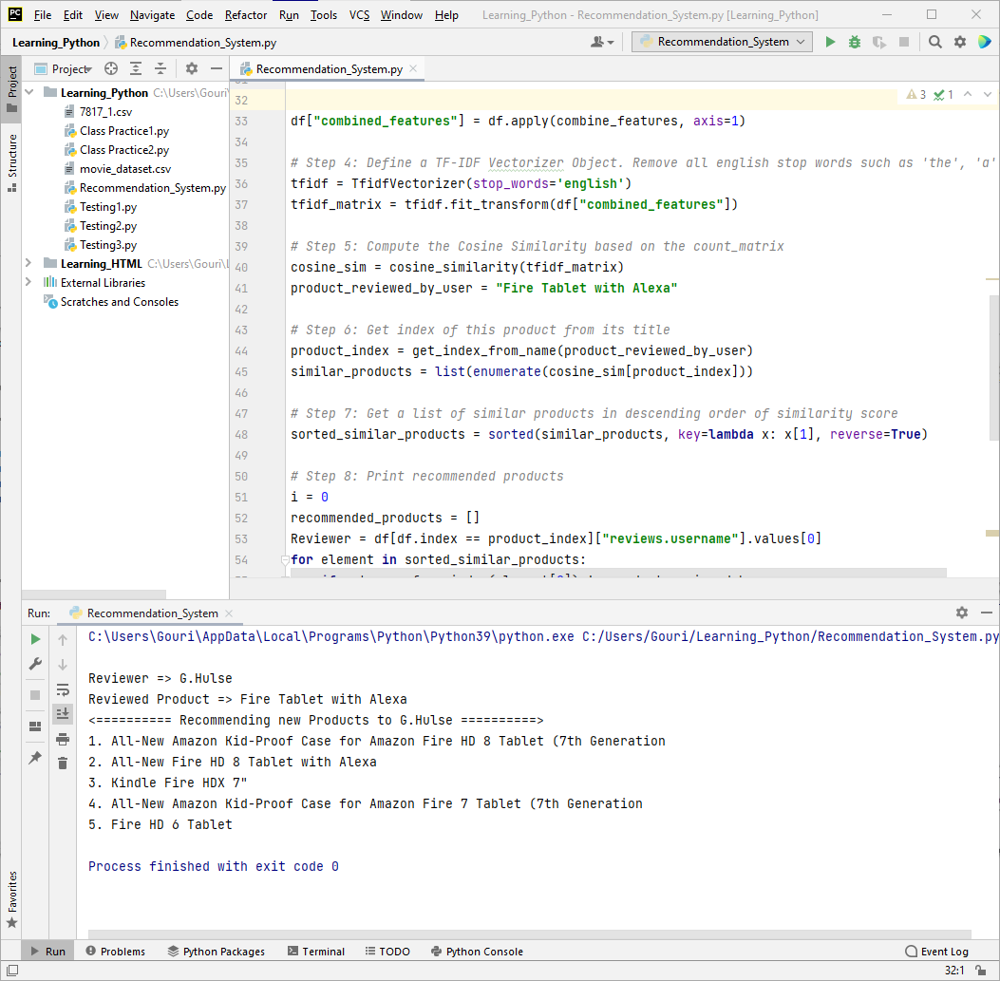 PC File Edit View Navigate Code Refactor Run Tools VCS Window Help Learning_Python - Recommendation_System.py [Learning_Python]
Learning_Python Recommendation_System.py Recommendation_System
Project Recommendation_System.py
Project
Structure
Favorites
Learning_Python C:\Users\Gouri\
7817_1.csv
Class Practice1.py
Class Practice2.py
movie_dataset.csv
Recommendation_System.py
Testing1.py
Testing2.py
Testing3.py
Learning_HTML C:\Users\Gouri\L
External Libraries
Scratches and Consoles
3 1
32
33 df["combined_features"] = df.apply(combine_features, axis=1)
34
35 # Step 4: Define a TF-IDF Vectorizer Object. Remove all english stop words such as 'the', 'a'
36 tfidf = TfidfVectorizer(stop_words='english')
37 tfidf_matrix = tfidf.fit_transform(df["combined_features"])
38
39 # Step 5: Compute the Cosine Similarity based on the count_matrix
40 cosine_sim = cosine_similarity(tfidf_matrix)
41 product_reviewed_by_user = "Fire Tablet with Alexa"
42
43 # Step 6: Get index of this product from its title
44 product_index = get_index_from_name(product_reviewed_by_user)
45 similar_products = list(enumerate(cosine_sim[product_index]))
46
47 # Step 7: Get a list of similar products in descending order of similarity score
48 sorted_similar_products = sorted(similar_products, key=lambda x: x[1], reverse=True)
49
50 # Step 8: Print recommended products
51 i = 0
52 recommended_products = []
53 Reviewer = df[df.index == product_index]["reviews.username"].values[0]
54 for element in sorted_similar_products:
Run: Recommendation_System
C:\Users\Gouri\AppData\Local\Programs\Python\Python39\python.exe C:/Users/Gouri/Learning_Python/Recommendation_System.py
Reviewer => G.Hulse
Reviewed Product => Fire Tablet with Alexa
<========== Recommending new Products to G.Hulse ==========>
1. All-New Amazon Kid-Proof Case for Amazon Fire HD 8 Tablet (7th Generation
2. All-New Fire HD 8 Tablet with Alexa
3. Kindle Fire HDX 7"
4. All-New Amazon Kid-Proof Case for Amazon Fire 7 Tablet (7th Generation
5. Fire HD 6 Tablet
Process finished with exit code 0
Run Problems Python Packages Terminal TODO Python Console Event Log
32:1